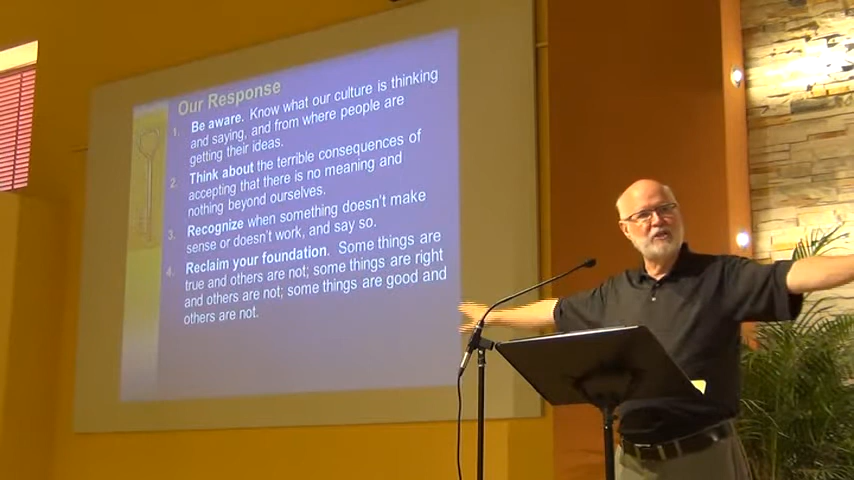 Our Response
1. Be aware. Know what our culture is thinking
and saying, and from where people are
getting their ideas.
2. Think about the terrible consequences of
accepting that there is no meaning and
nothing beyond ourselves.
3. Recognize when something doesn't make
sense or doesn't work, and say so.
4. Reclaim your foundation. Some things are
true and others are not; some things are right
and others are not; some things are good and
others are not.